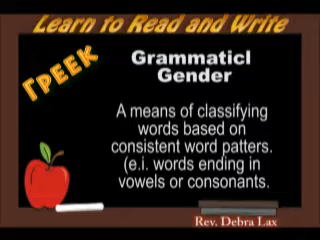 Learn to Read and Write
ΓΡΕΕΚ
Grammaticl
Gender
A means of classifying
words based on
consistent word patters.
(e.i. words ending in
vowels or consonants.
Rev. Debra Lax